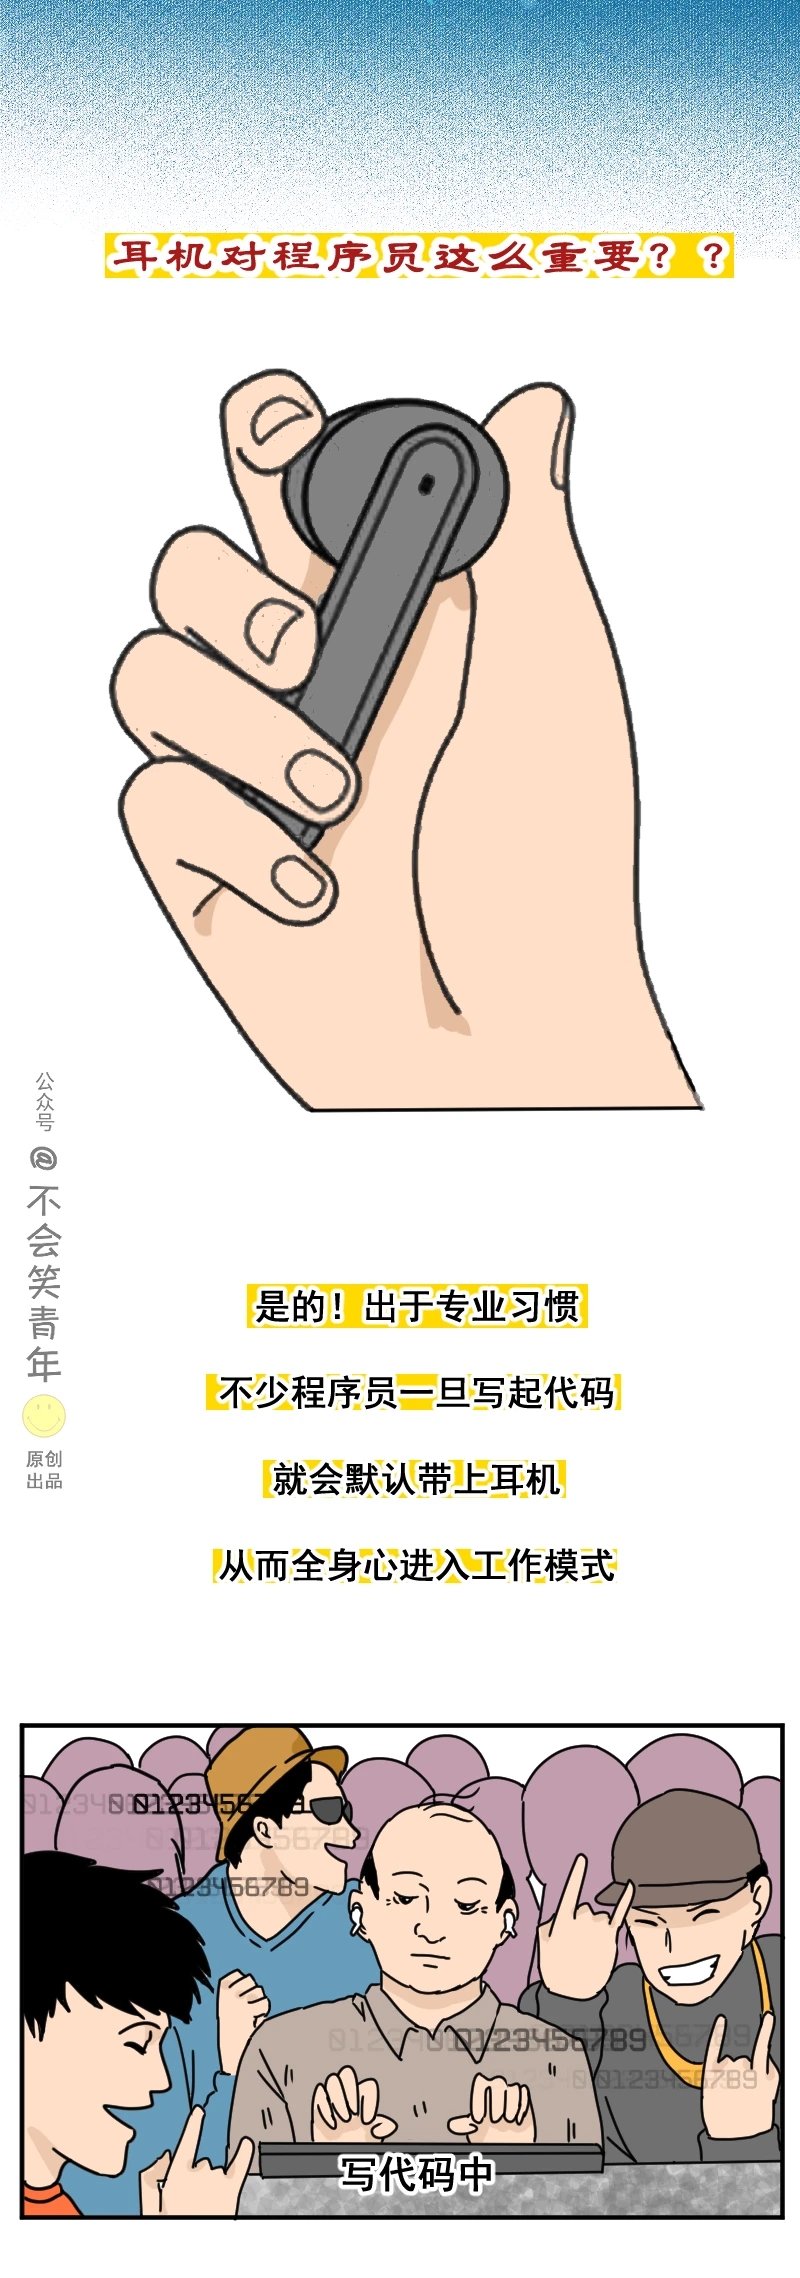 耳机对程序员这么重要？？
公众号
@不会笑青年
原创
出品
是的！出于专业习惯
不少程序员一旦写起代码
就会默认带上耳机
从而全身心进入工作模式
0123456789
0123456789
0123456789
0123456789
写代码中